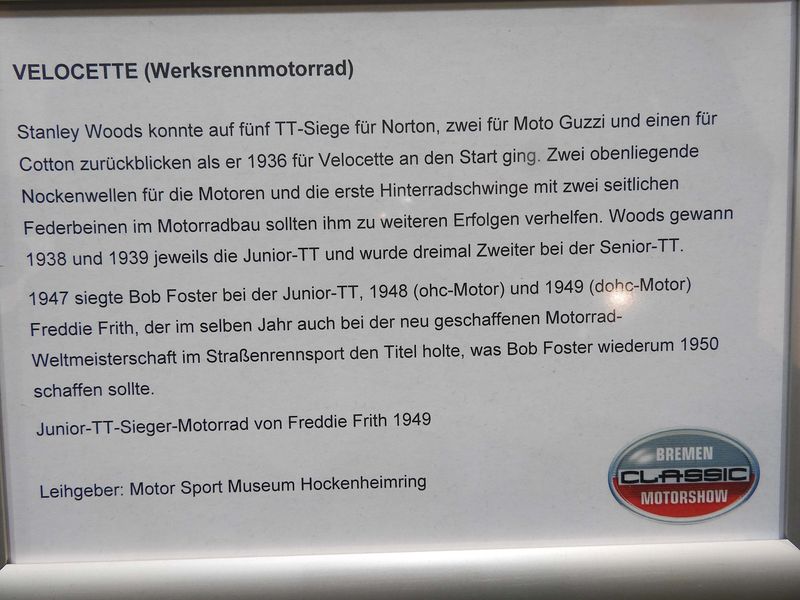 VELOCETTE (Werksrennmotorrad)
Stanley Woods konnte auf fünf TT-Siege für Norton, zwei für Moto Guzzi und einen für
Cotton zurückblicken als er 1936 für Velocette an den Start ging. Zwei obenliegende
Nockenwellen für die Motoren und die erste Hinterradschwinge mit zwei seitlichen
Federbeinen im Motorradbau sollten ihm zu weiteren Erfolgen verhelfen. Woods gewann
1938 und 1939 jeweils die Junior-TT und wurde dreimal Zweiter bei der Senior-TT.
1947 siegte Bob Foster bei der Junior-TT, 1948 (ohc-Motor) und 1949 (dohc-Motor)
Freddie Frith, der im selben Jahr auch bei der neu geschaffenen Motorrad-
Weltmeisterschaft im Straßenrennsport den Titel holte, was Bob Foster wiederum 1950
schaffen sollte.
Junior-TT-Sieger-Motorrad von Freddie Frith 1949
Leihgeber: Motor Sport Museum Hockenheimring
BREMEN
CLASSIC
MOTORSHOW